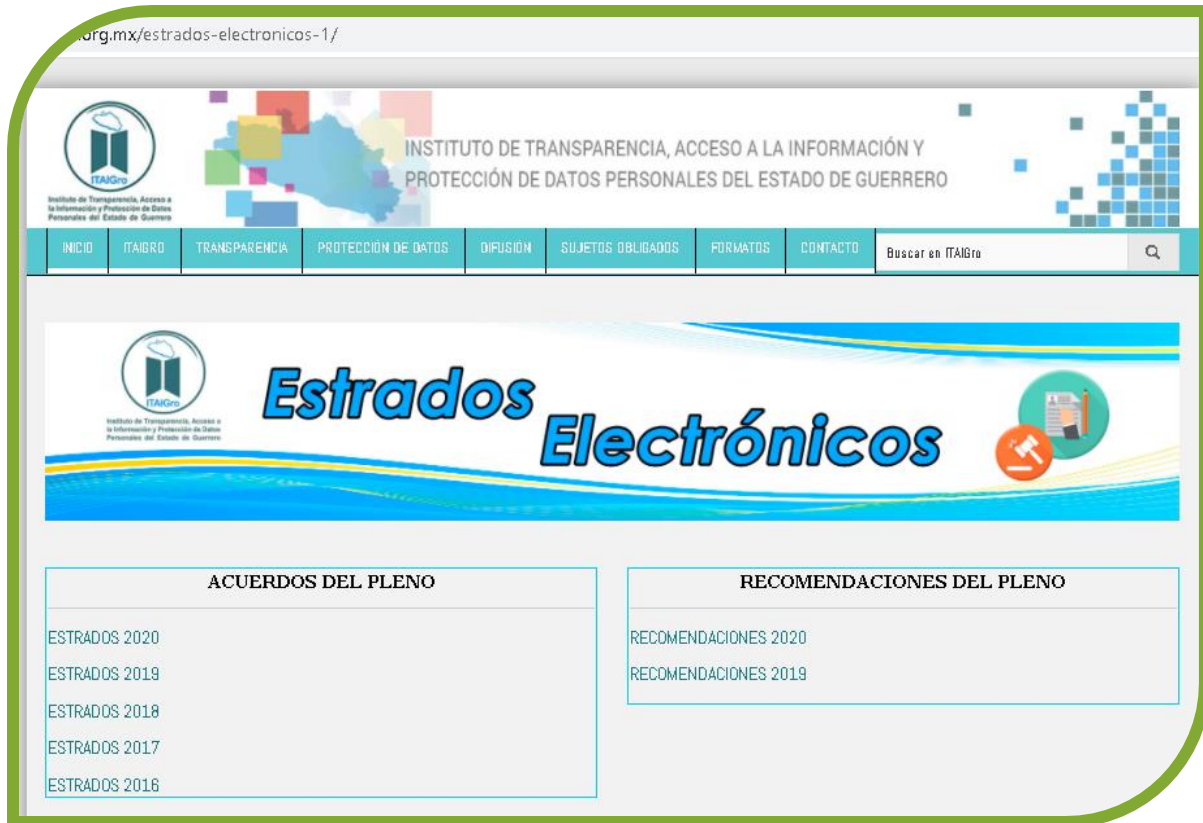 org.mx/estrados-electronicos-1/
ITAIGro
Instituto de Transparencia, Acceso a
la Información y Protección de Datos
Personales del Estado de Guerrero
INSTITUTO DE TRANSPARENCIA, ACCESO A LA INFORMACIÓN Y
PROTECCIÓN DE DATOS PERSONALES DEL ESTADO DE GUERRERO
INICIO ITAIGRO TRANSPARENCIA PROTECCIÓN DE DATOS DIFUSIÓN SUJETOS OBLIGADOS FORMATOS CONTACTO Buscar en ITAIGro
ITAIGro
Instituto de Transparencia, Acceso a
la Información y Protección de Datos
Personales del Estado de Guerrero
Estrados
Electrónicos
ACUERDOS DEL PLENO
ESTRADOS 2020
ESTRADOS 2019
ESTRADOS 2018
ESTRADOS 2017
ESTRADOS 2016
RECOMENDACIONES DEL PLENO
RECOMENDACIONES 2020
RECOMENDACIONES 2019